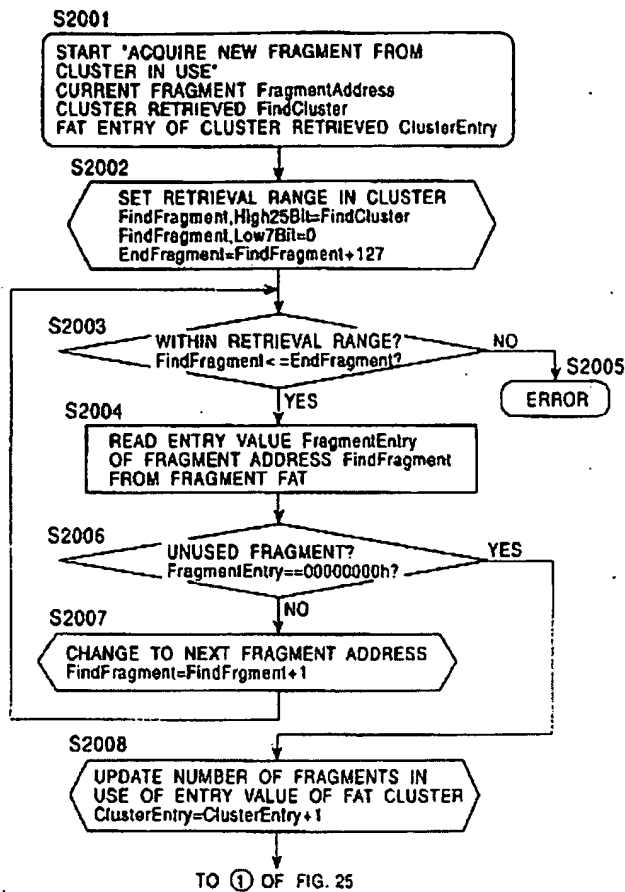 S2001
START "ACQUIRE NEW FRAGMENT FROM
CLUSTER IN USE"
CURRENT FRAGMENT FragmentAddress
CLUSTER RETRIEVED FindCluster
FAT ENTRY OF CLUSTER RETRIEVED ClusterEntry
S2002
SET RETRIEVAL RANGE IN CLUSTER
FindFragment,High25Bit=FindCluster
FindFragment,Low7Bit=0
EndFragment=FindFragment+127
S2003
WITHIN RETRIEVAL RANGE?
FindFragment<=EndFragment?
NO
S2005
ERROR
YES
S2004
READ ENTRY VALUE FragmentEntry
OF FRAGMENT ADDRESS FindFragment
FROM FRAGMENT FAT
S2006
UNUSED FRAGMENT?
FragmentEntry==00000000h?
YES
NO
S2007
CHANGE TO NEXT FRAGMENT ADDRESS
FindFragment=FindFrgment+1
S2008
UPDATE NUMBER OF FRAGMENTS IN
USE OF ENTRY VALUE OF FAT CLUSTER
ClusterEntry=ClusterEntry+1
TO ① OF FIG. 25